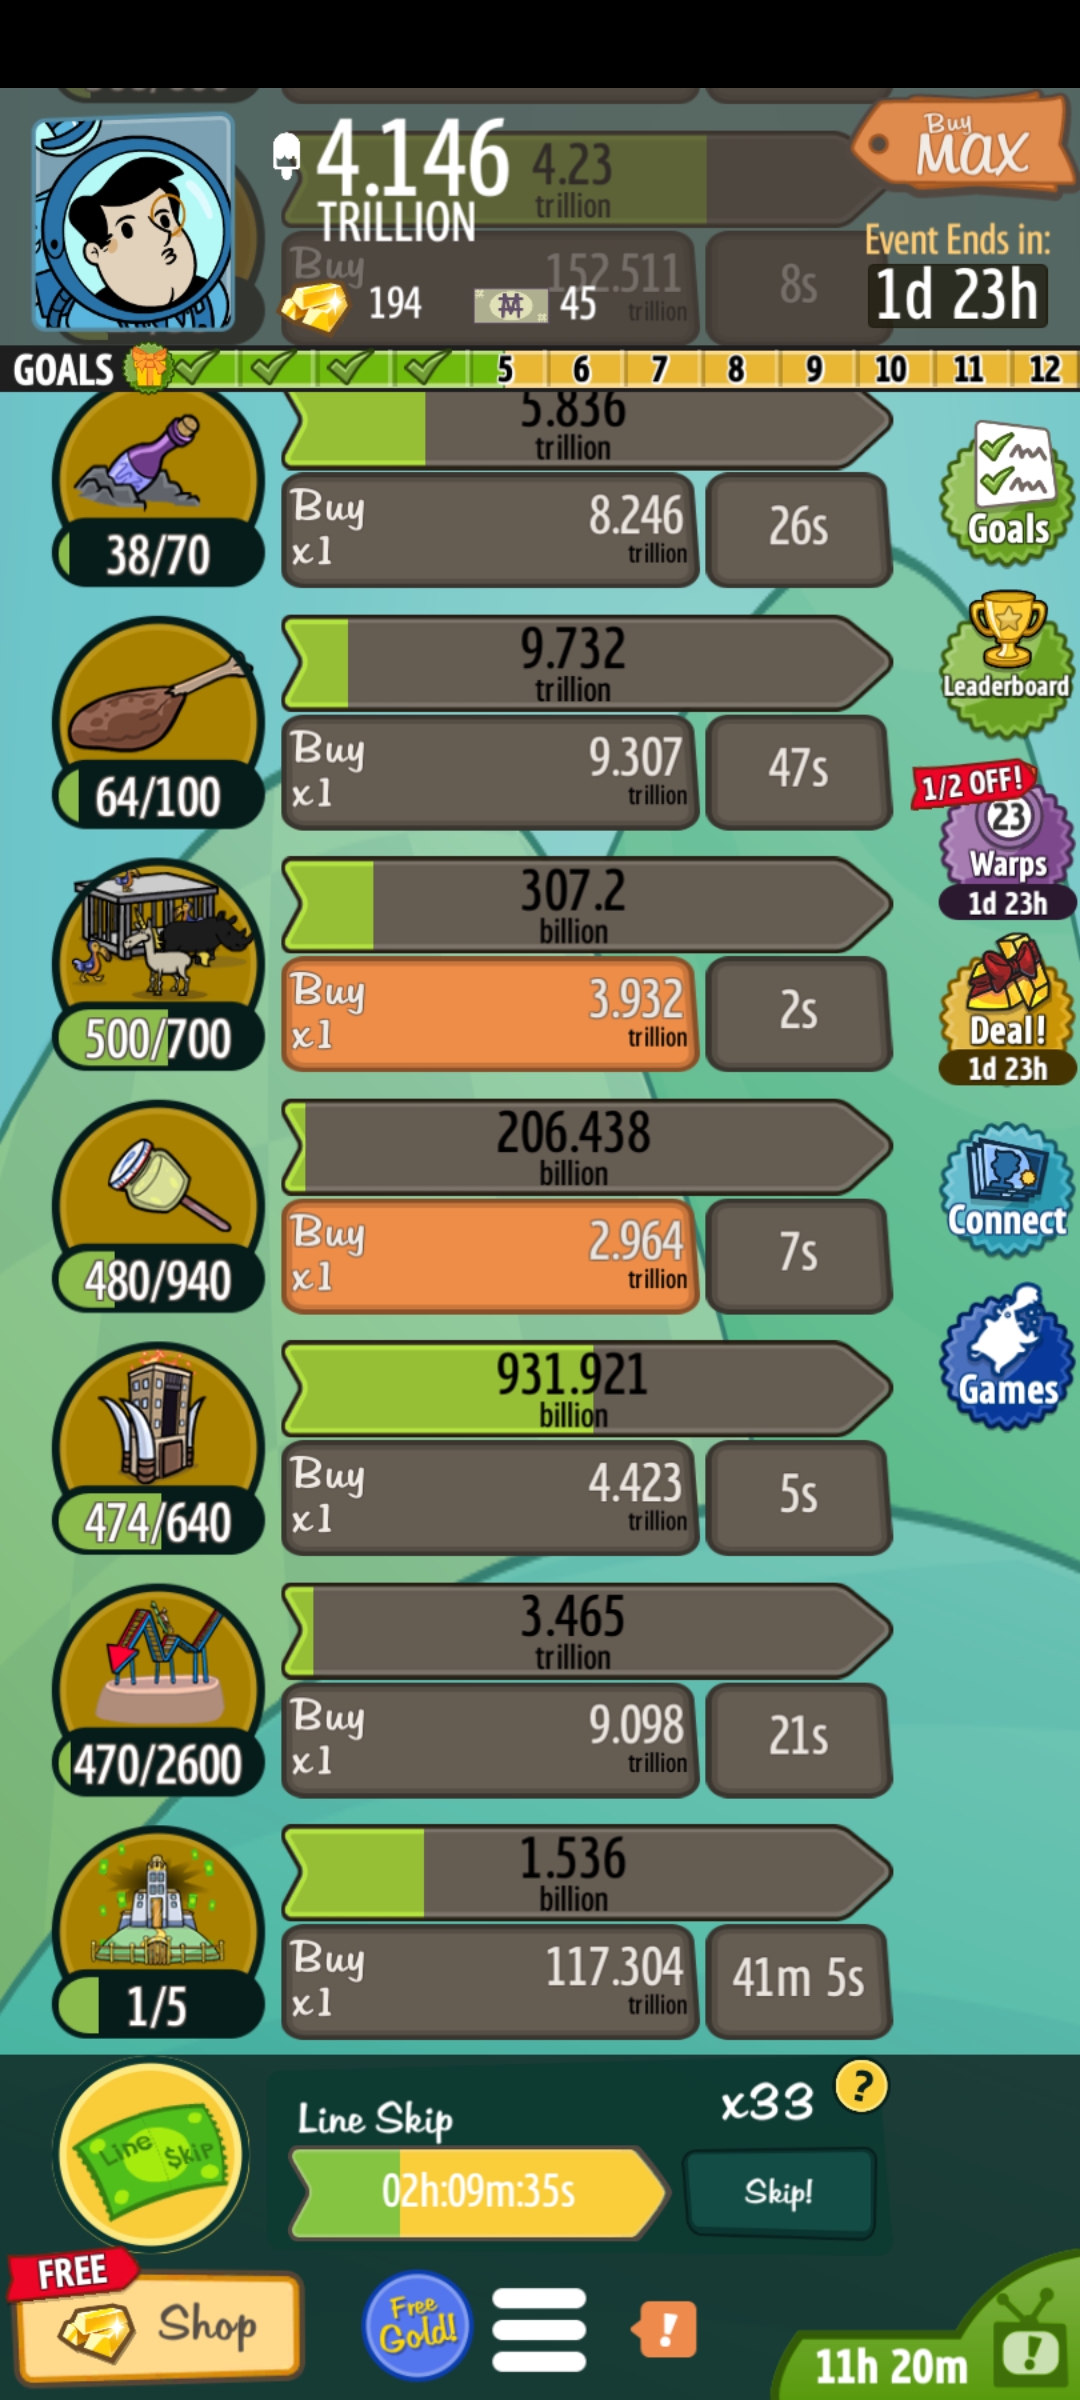 4.146
TRILLION
4.23
trillion
Buy
MAX
Buy
152.511
trillion
8s
194
45
Event Ends in:
1d 23h
GOALS
5
6
7
8
9
10
11
12
5.836
trillion
38/70
Buy
x1
8.246
trillion
26s
Goals
9.732
trillion
64/100
Buy
x1
9.307
trillion
47s
Leaderboard
1/2 OFF!
23
Warps
1d 23h
307.2
billion
500/700
Buy
x1
3.932
trillion
2s
Deal!
1d 23h
206.438
billion
480/940
Buy
x1
2.964
trillion
7s
Connect
931.921
billion
474/640
Buy
x1
4.423
trillion
5s
Games
3.465
trillion
470/2600
Buy
x1
9.098
trillion
21s
1.536
billion
1/5
Buy
x1
117.304
trillion
41m 5s
Line $kip
Line Skip
x33
?
02h:09m:35s
Skip!
FREE
Shop
Free
Gold!
!
11h 20m
!